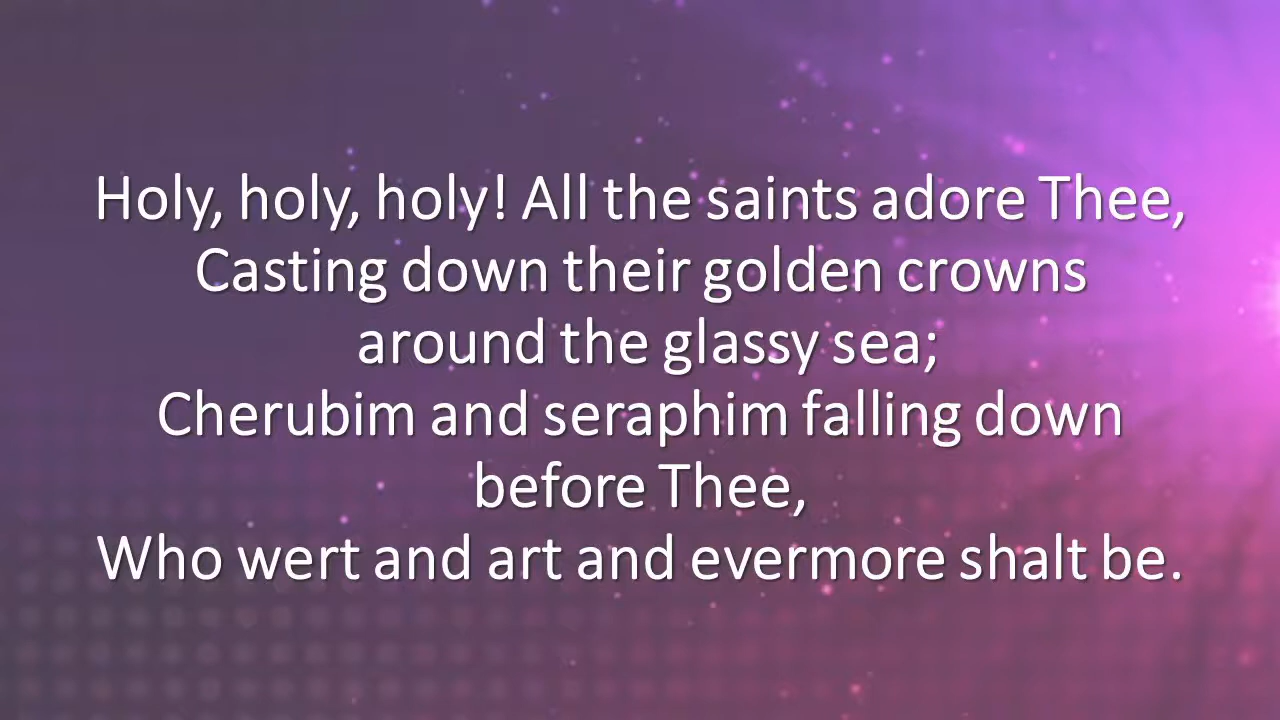 Holy, holy, holy! All the saints adore Thee,
Casting down their golden crowns
around the glassy sea;
Cherubim and seraphim falling down
before Thee,
Who wert and art and evermore shalt be.